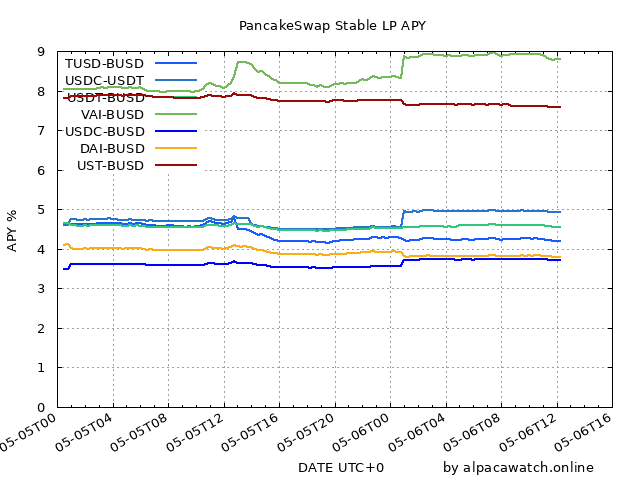 PancakeSwap Stable LP APY
9
8
7
6
5
4
3
2
1
0
APY %
TUSD-BUSD
USDC-USDT
USDT-BUSD
VAI-BUSD
USDC-BUSD
DAI-BUSD
UST-BUSD
05-05T00
05-05T04
05-05T08
05-05T12
05-05T16
05-05T20
05-06T00
05-06T04
05-06T08
05-06T12
05-06T16
DATE UTC+0
by alpacawatch.online